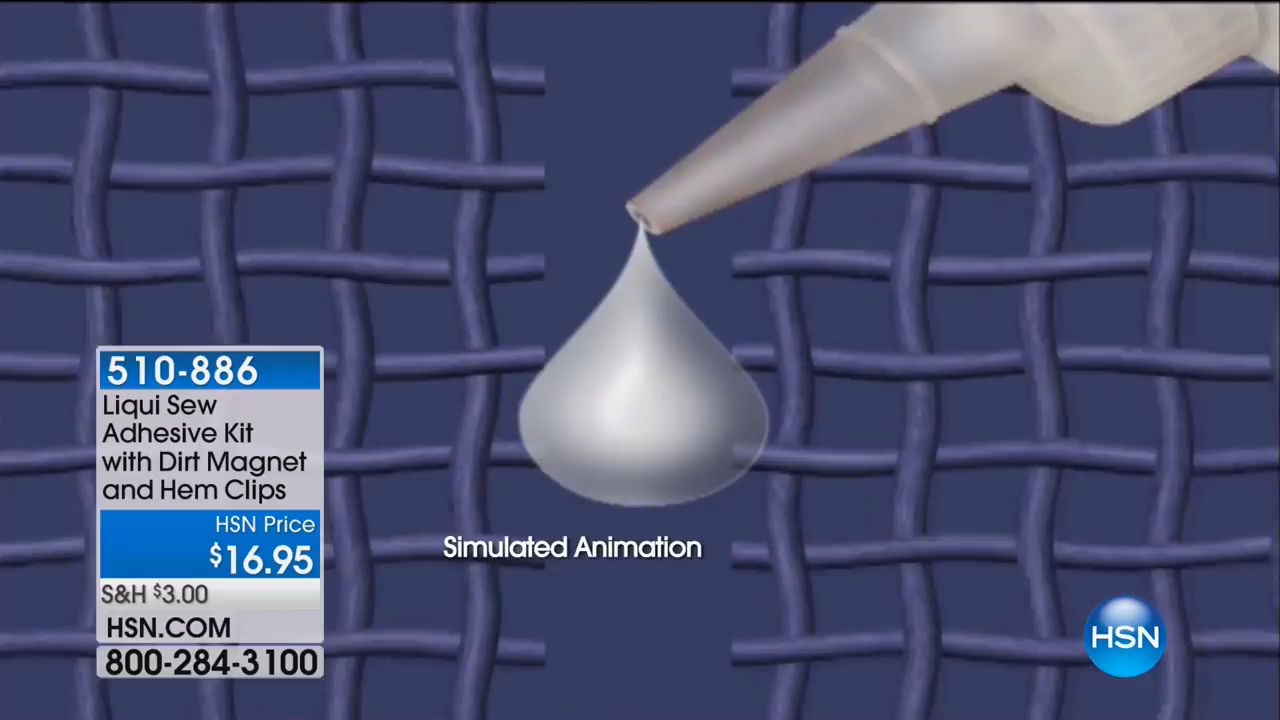 510-886
Liqui Sew
Adhesive Kit
with Dirt Magnet
and Hem Clips
HSN Price
$16.95
S&H $3.00
HSN.COM
800-284-3100
Simulated Animation
HSN